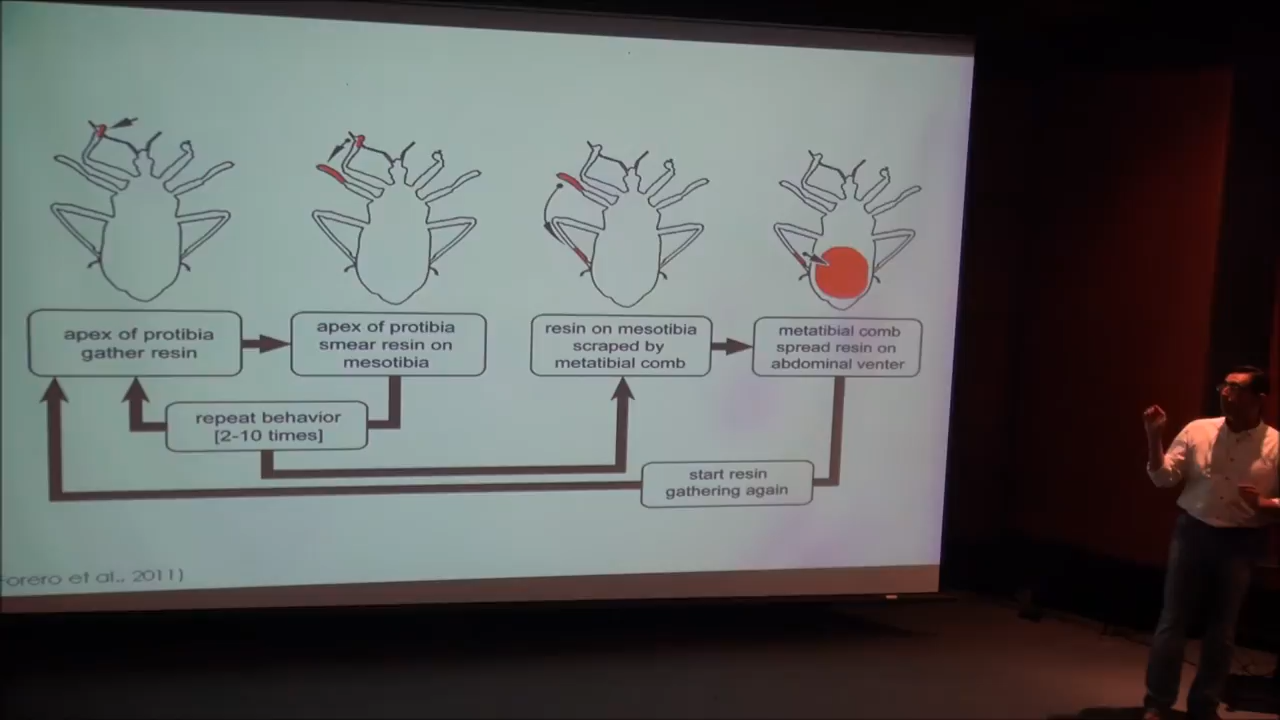 apex of protibia
gather resin
apex of protibia
smear resin on
mesotibia
resin on mesotibia
scraped by
metatibial comb
metatibial comb
spread resin on
abdominal venter
repeat behavior
[2-10 times]
start resin
gathering again
orero et al., 2011)